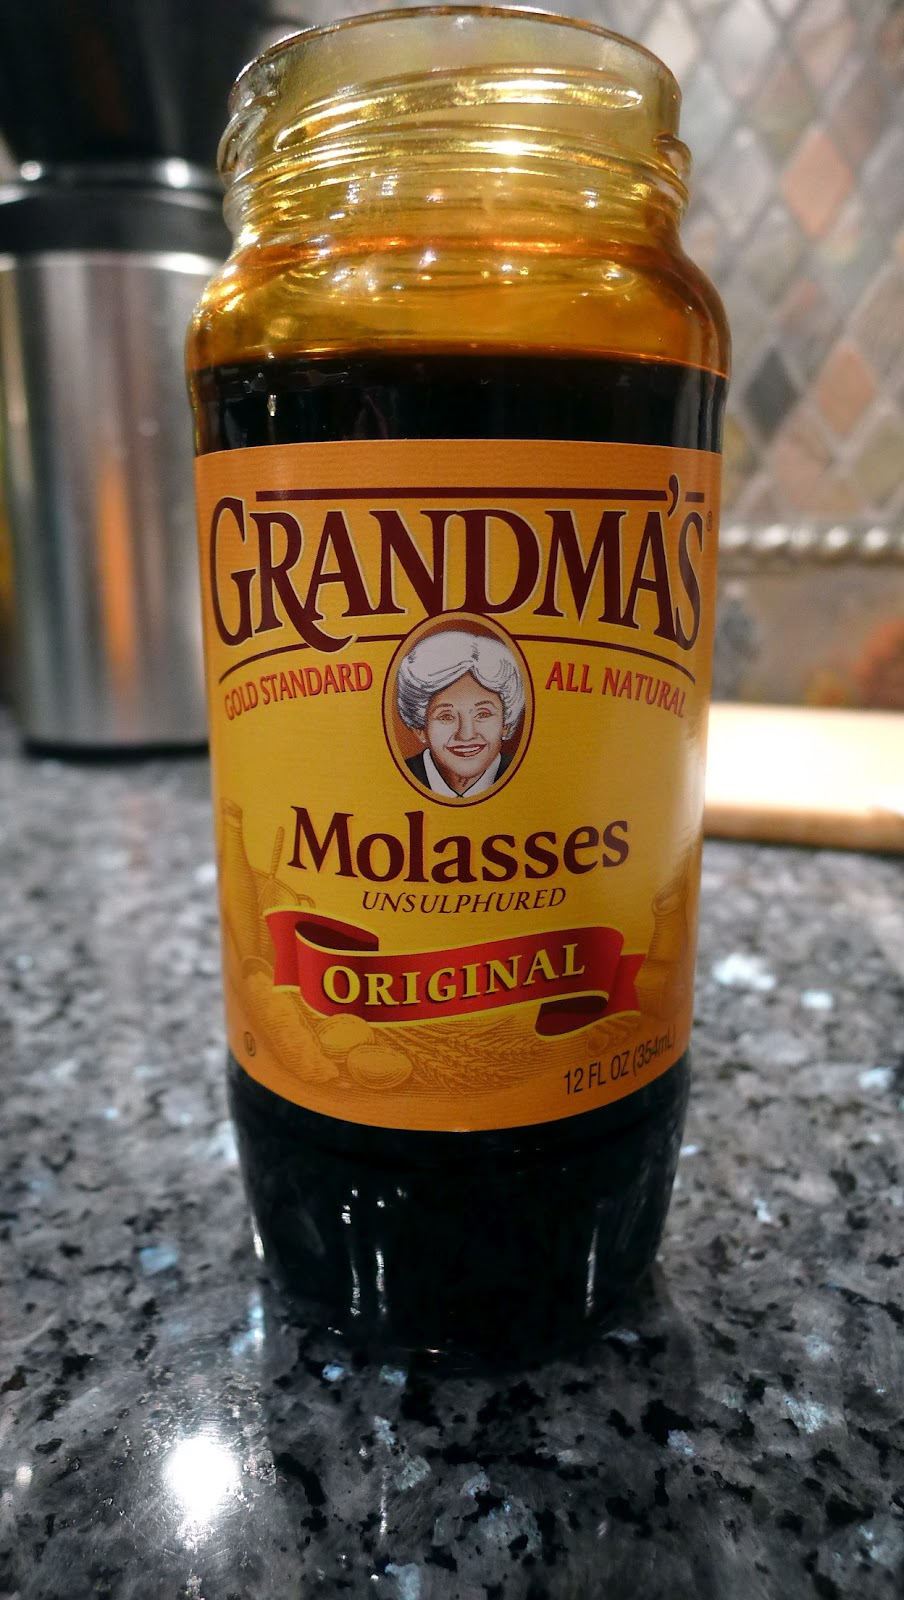 GRANDMA'S®
GOLD STANDARD
ALL NATURAL
Molasses
UNSULPHURED
ORIGINAL
U
12 FL OZ (354mL)